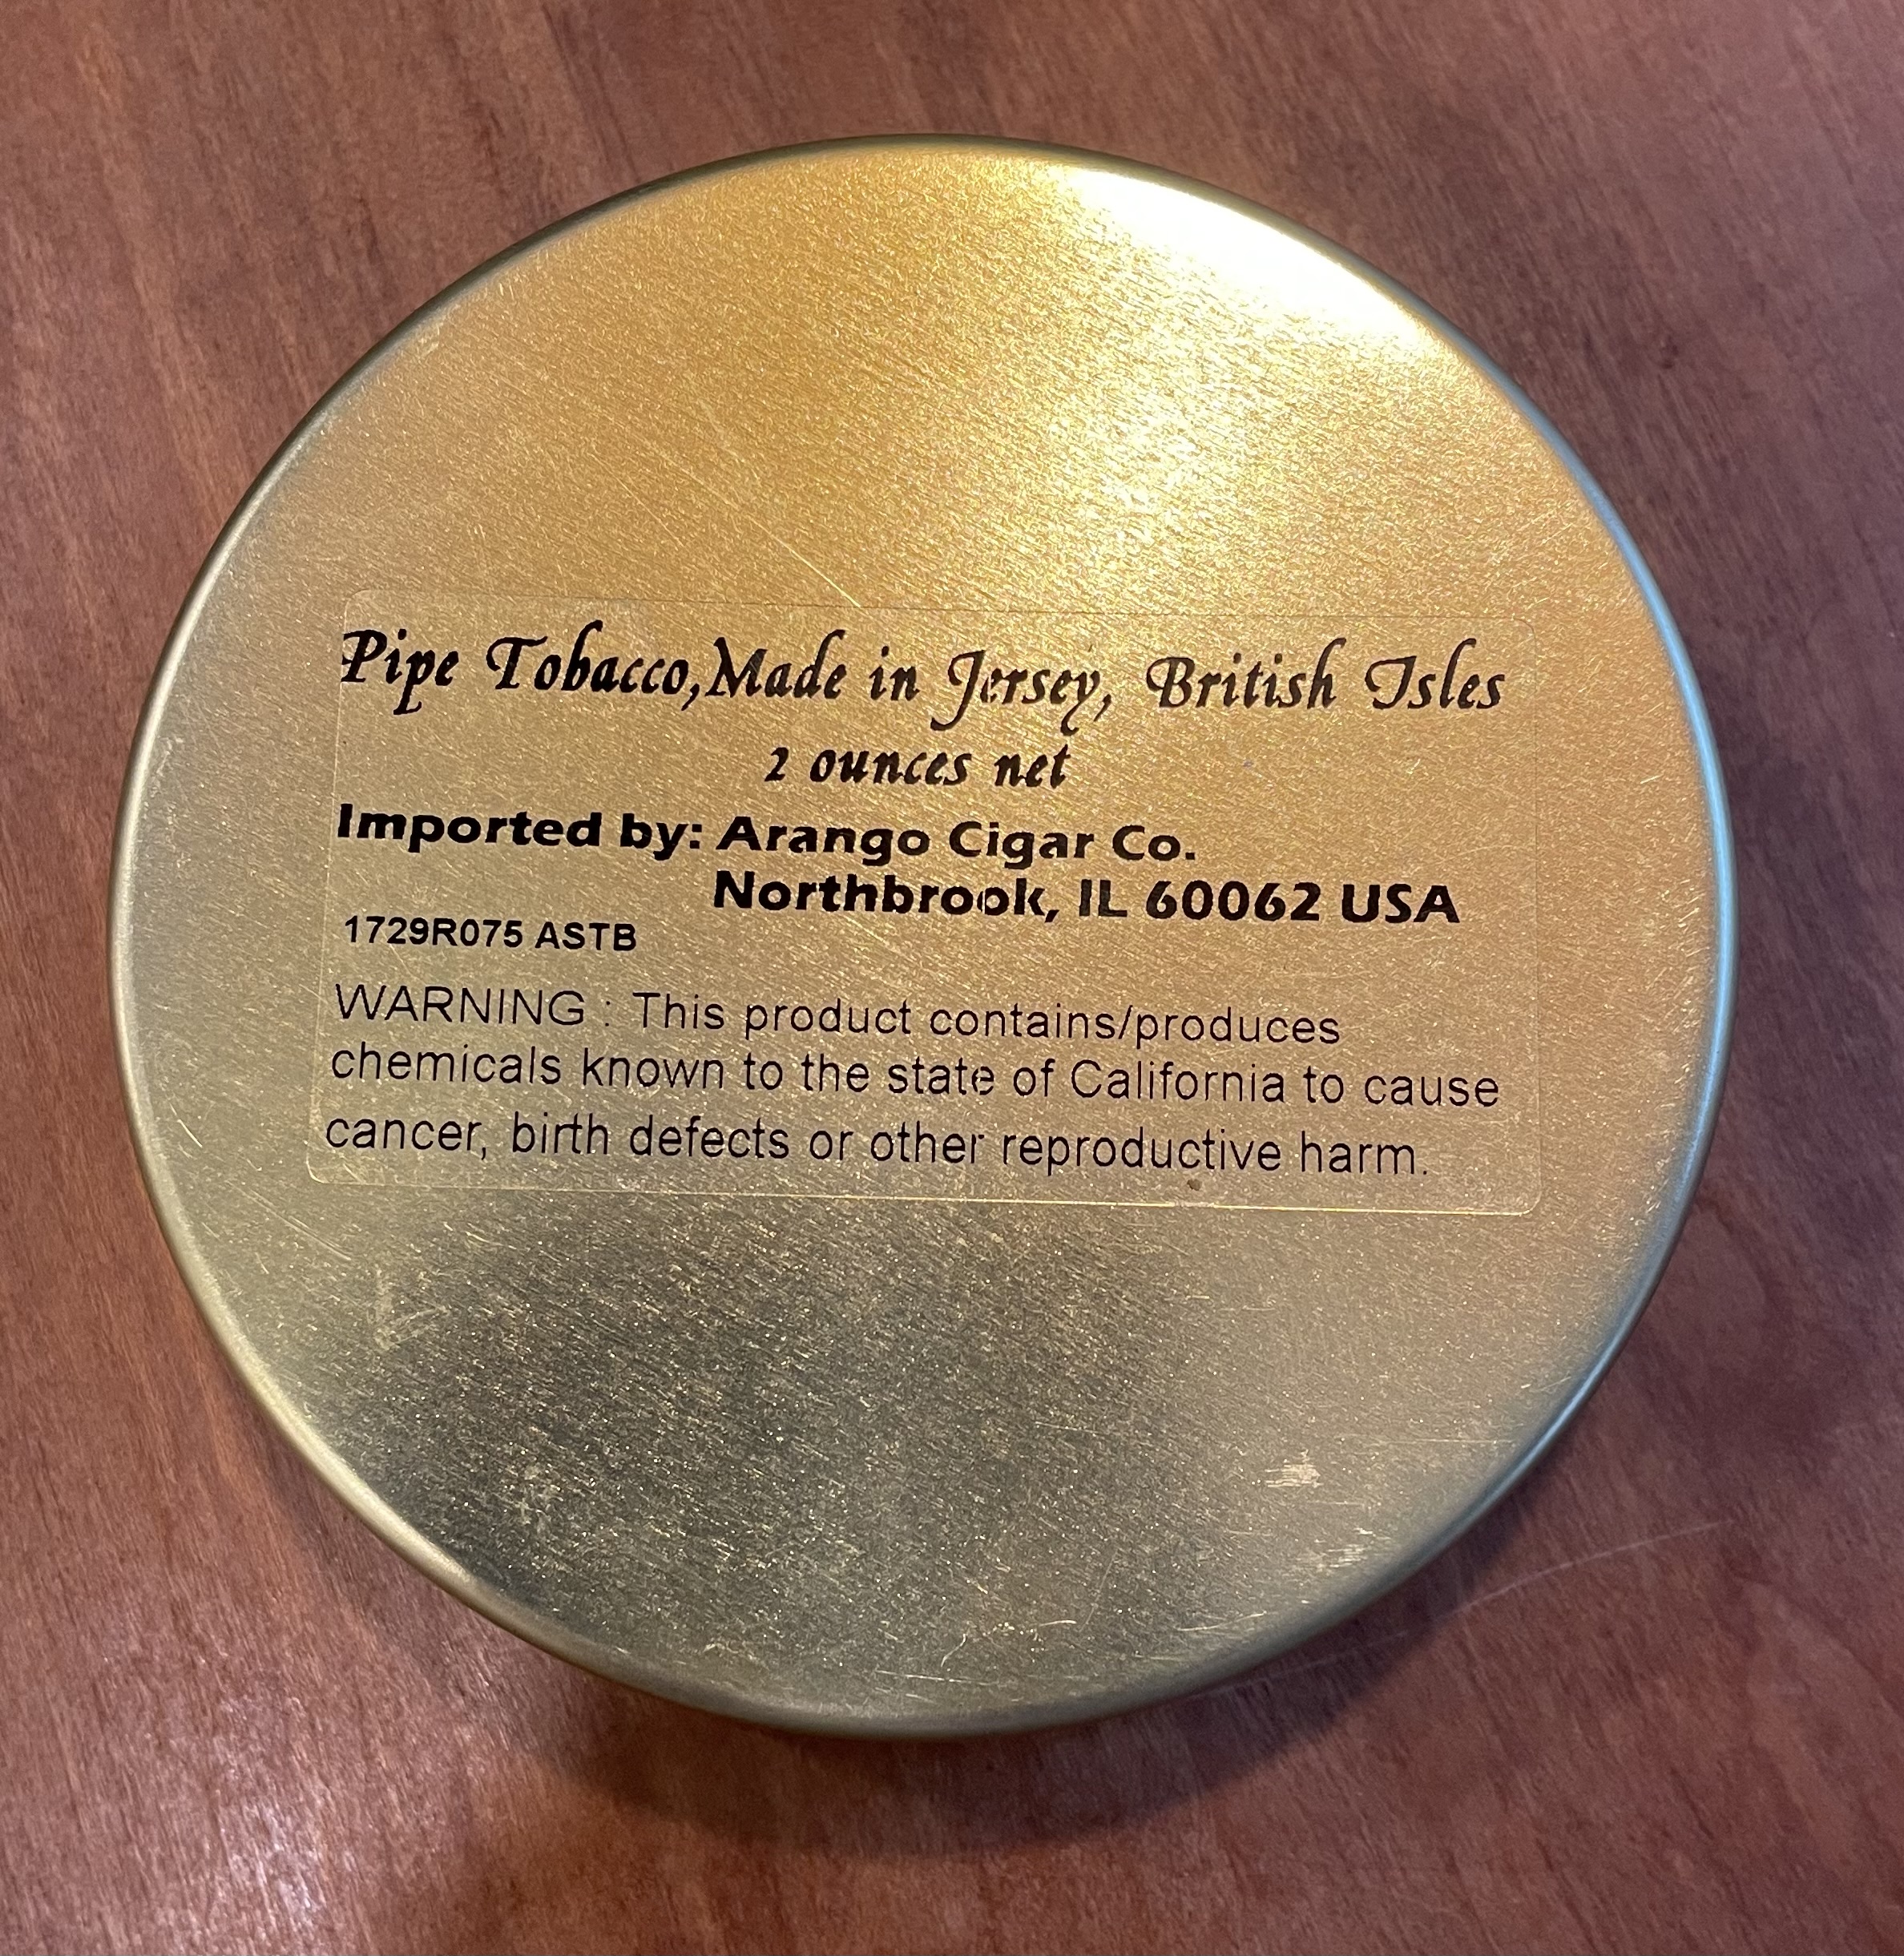 Pipe Tobacco,Made in Jersey, British Isles
2 ounces net
Imported by: Arango Cigar Co.
Northbrook, IL 60062 USA
1729R075 ASTB
WARNING : This product contains/produces
chemicals known to the state of California to cause
cancer, birth defects or other reproductive harm.